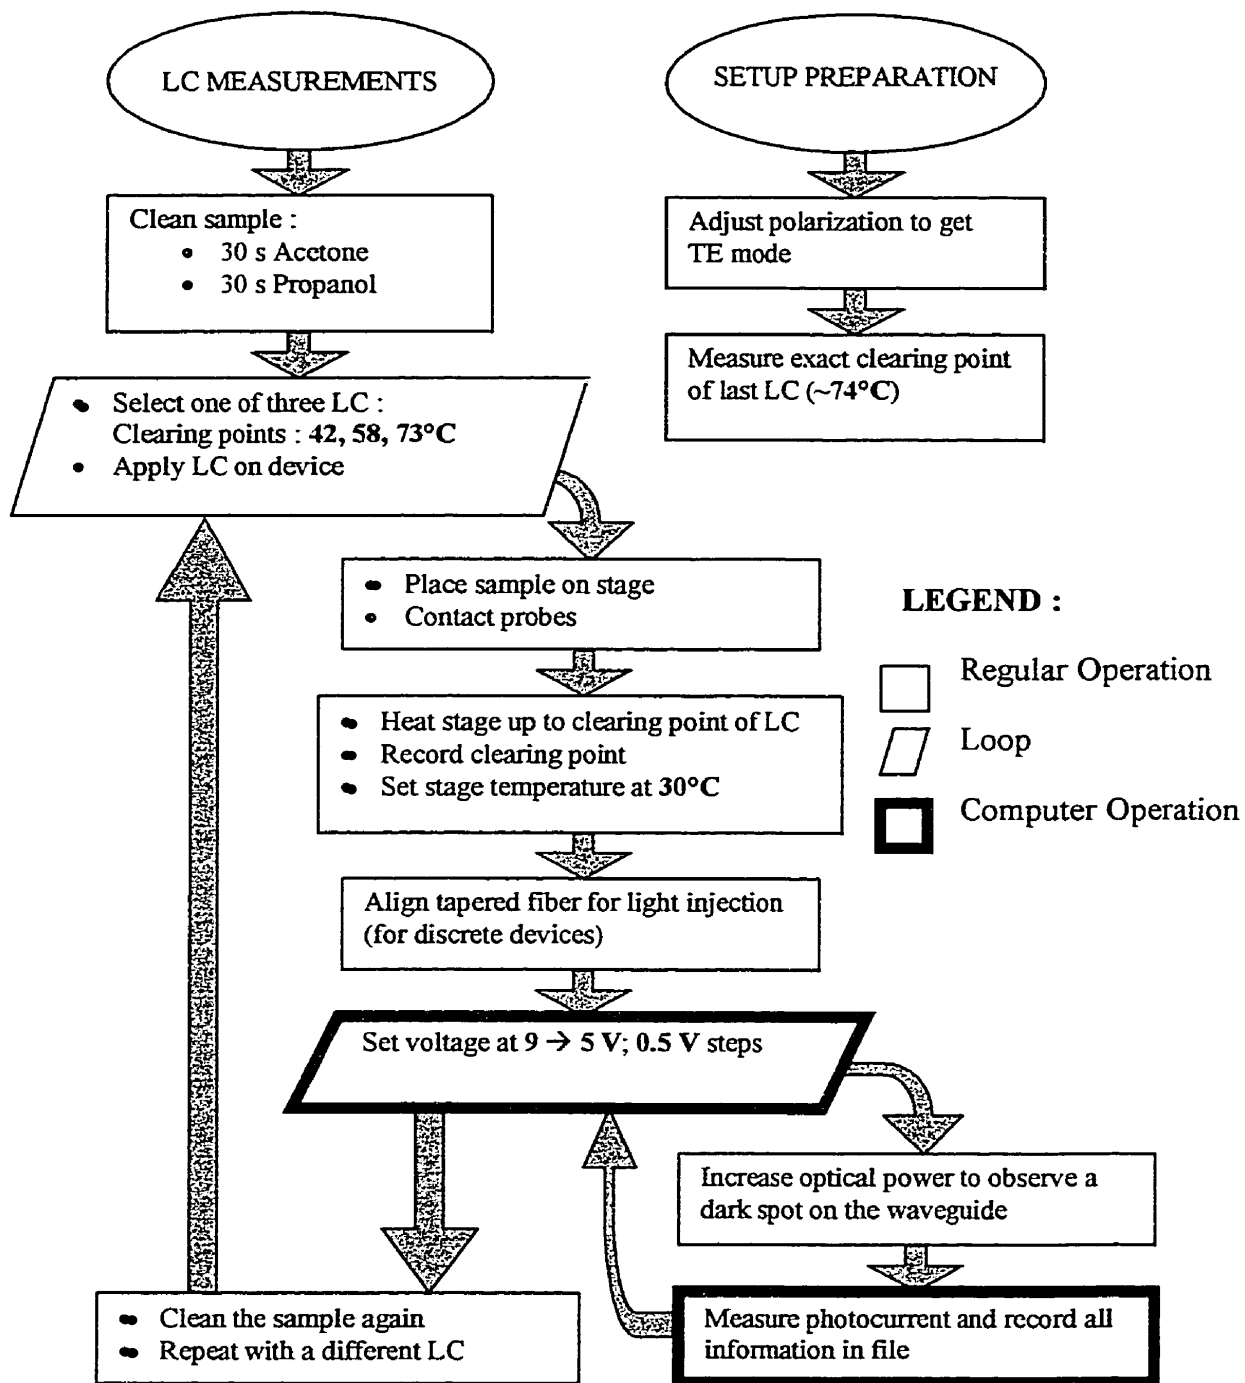 LC MEASUREMENTS
Clean sample :
• 30 s Acetone
• 30 s Propanol
• Select one of three LC :
Clearing points : 42, 58, 73°C
• Apply LC on device
• Place sample on stage
• Contact probes
• Heat stage up to clearing point of LC
• Record clearing point
• Set stage temperature at 30°C
Align tapered fiber for light injection
(for discrete devices)
Set voltage at 9 → 5 V; 0.5 V steps
Increase optical power to observe a
dark spot on the waveguide
Measure photocurrent and record all
information in file
• Clean the sample again
• Repeat with a different LC
SETUP PREPARATION
Adjust polarization to get
TE mode
Measure exact clearing point
of last LC (~74°C)
LEGEND :
Regular Operation
Loop
Computer Operation